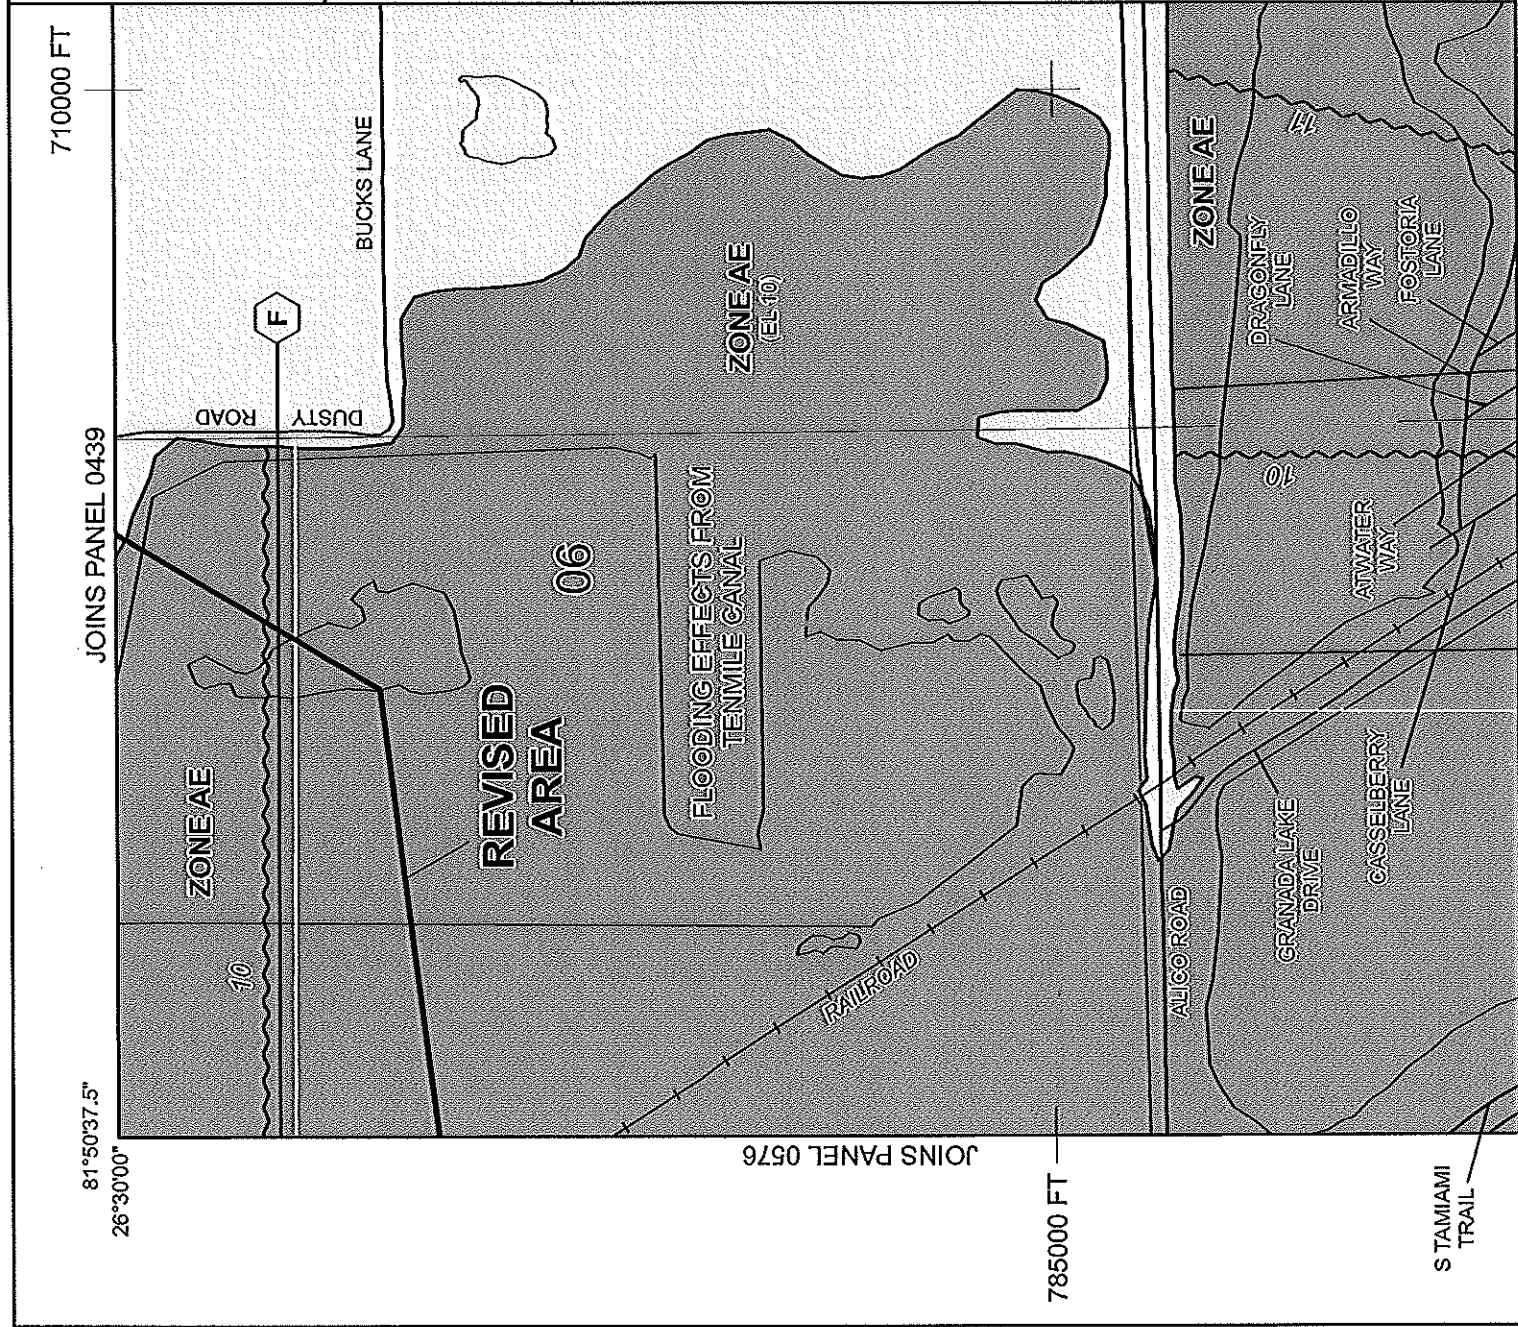 710000 FT
JOINS PANEL 0439
81°50'37.5"
26°30'00"
BUCKS LANE
F
ROAD
DUSTY
ZONE AE
10
REVISED
AREA
06
FLOODING EFFECTS FROM
TENMILE CANAL
ZONE AE
(EL 10)
RAILROAD
JOINS PANEL 0576
785000 FT
ALICO ROAD
ZONE AE
11
DRAGONFLY
LANE
ARMADILLO
WAY
FOSTORIA
LANE
10
ATWATER
WAY
GRANADA LAKE
DRIVE
CASSELBERRY
LANE
S TAMIAMI
TRAIL